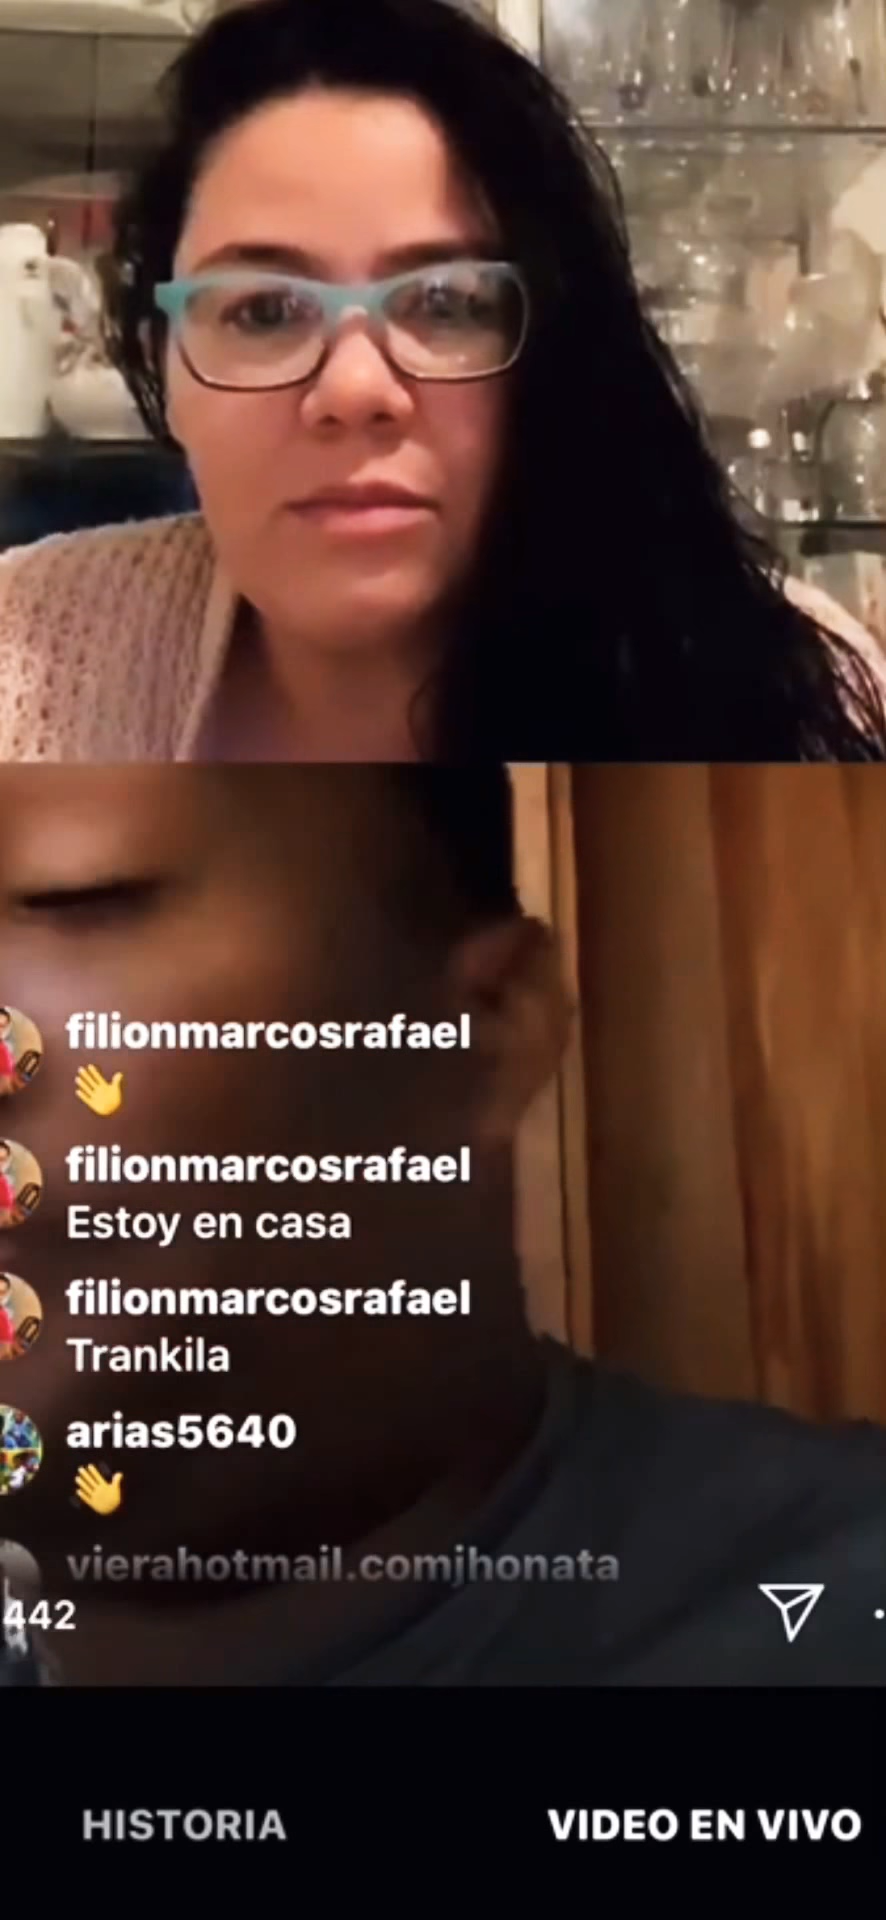 filionmarcosrafael
👋
filionmarcosrafael
Estoy en casa
filionmarcosrafael
Trankila
arias5640
👋
vierahotmail.comjhonata
442
HISTORIA
VIDEO EN VIVO